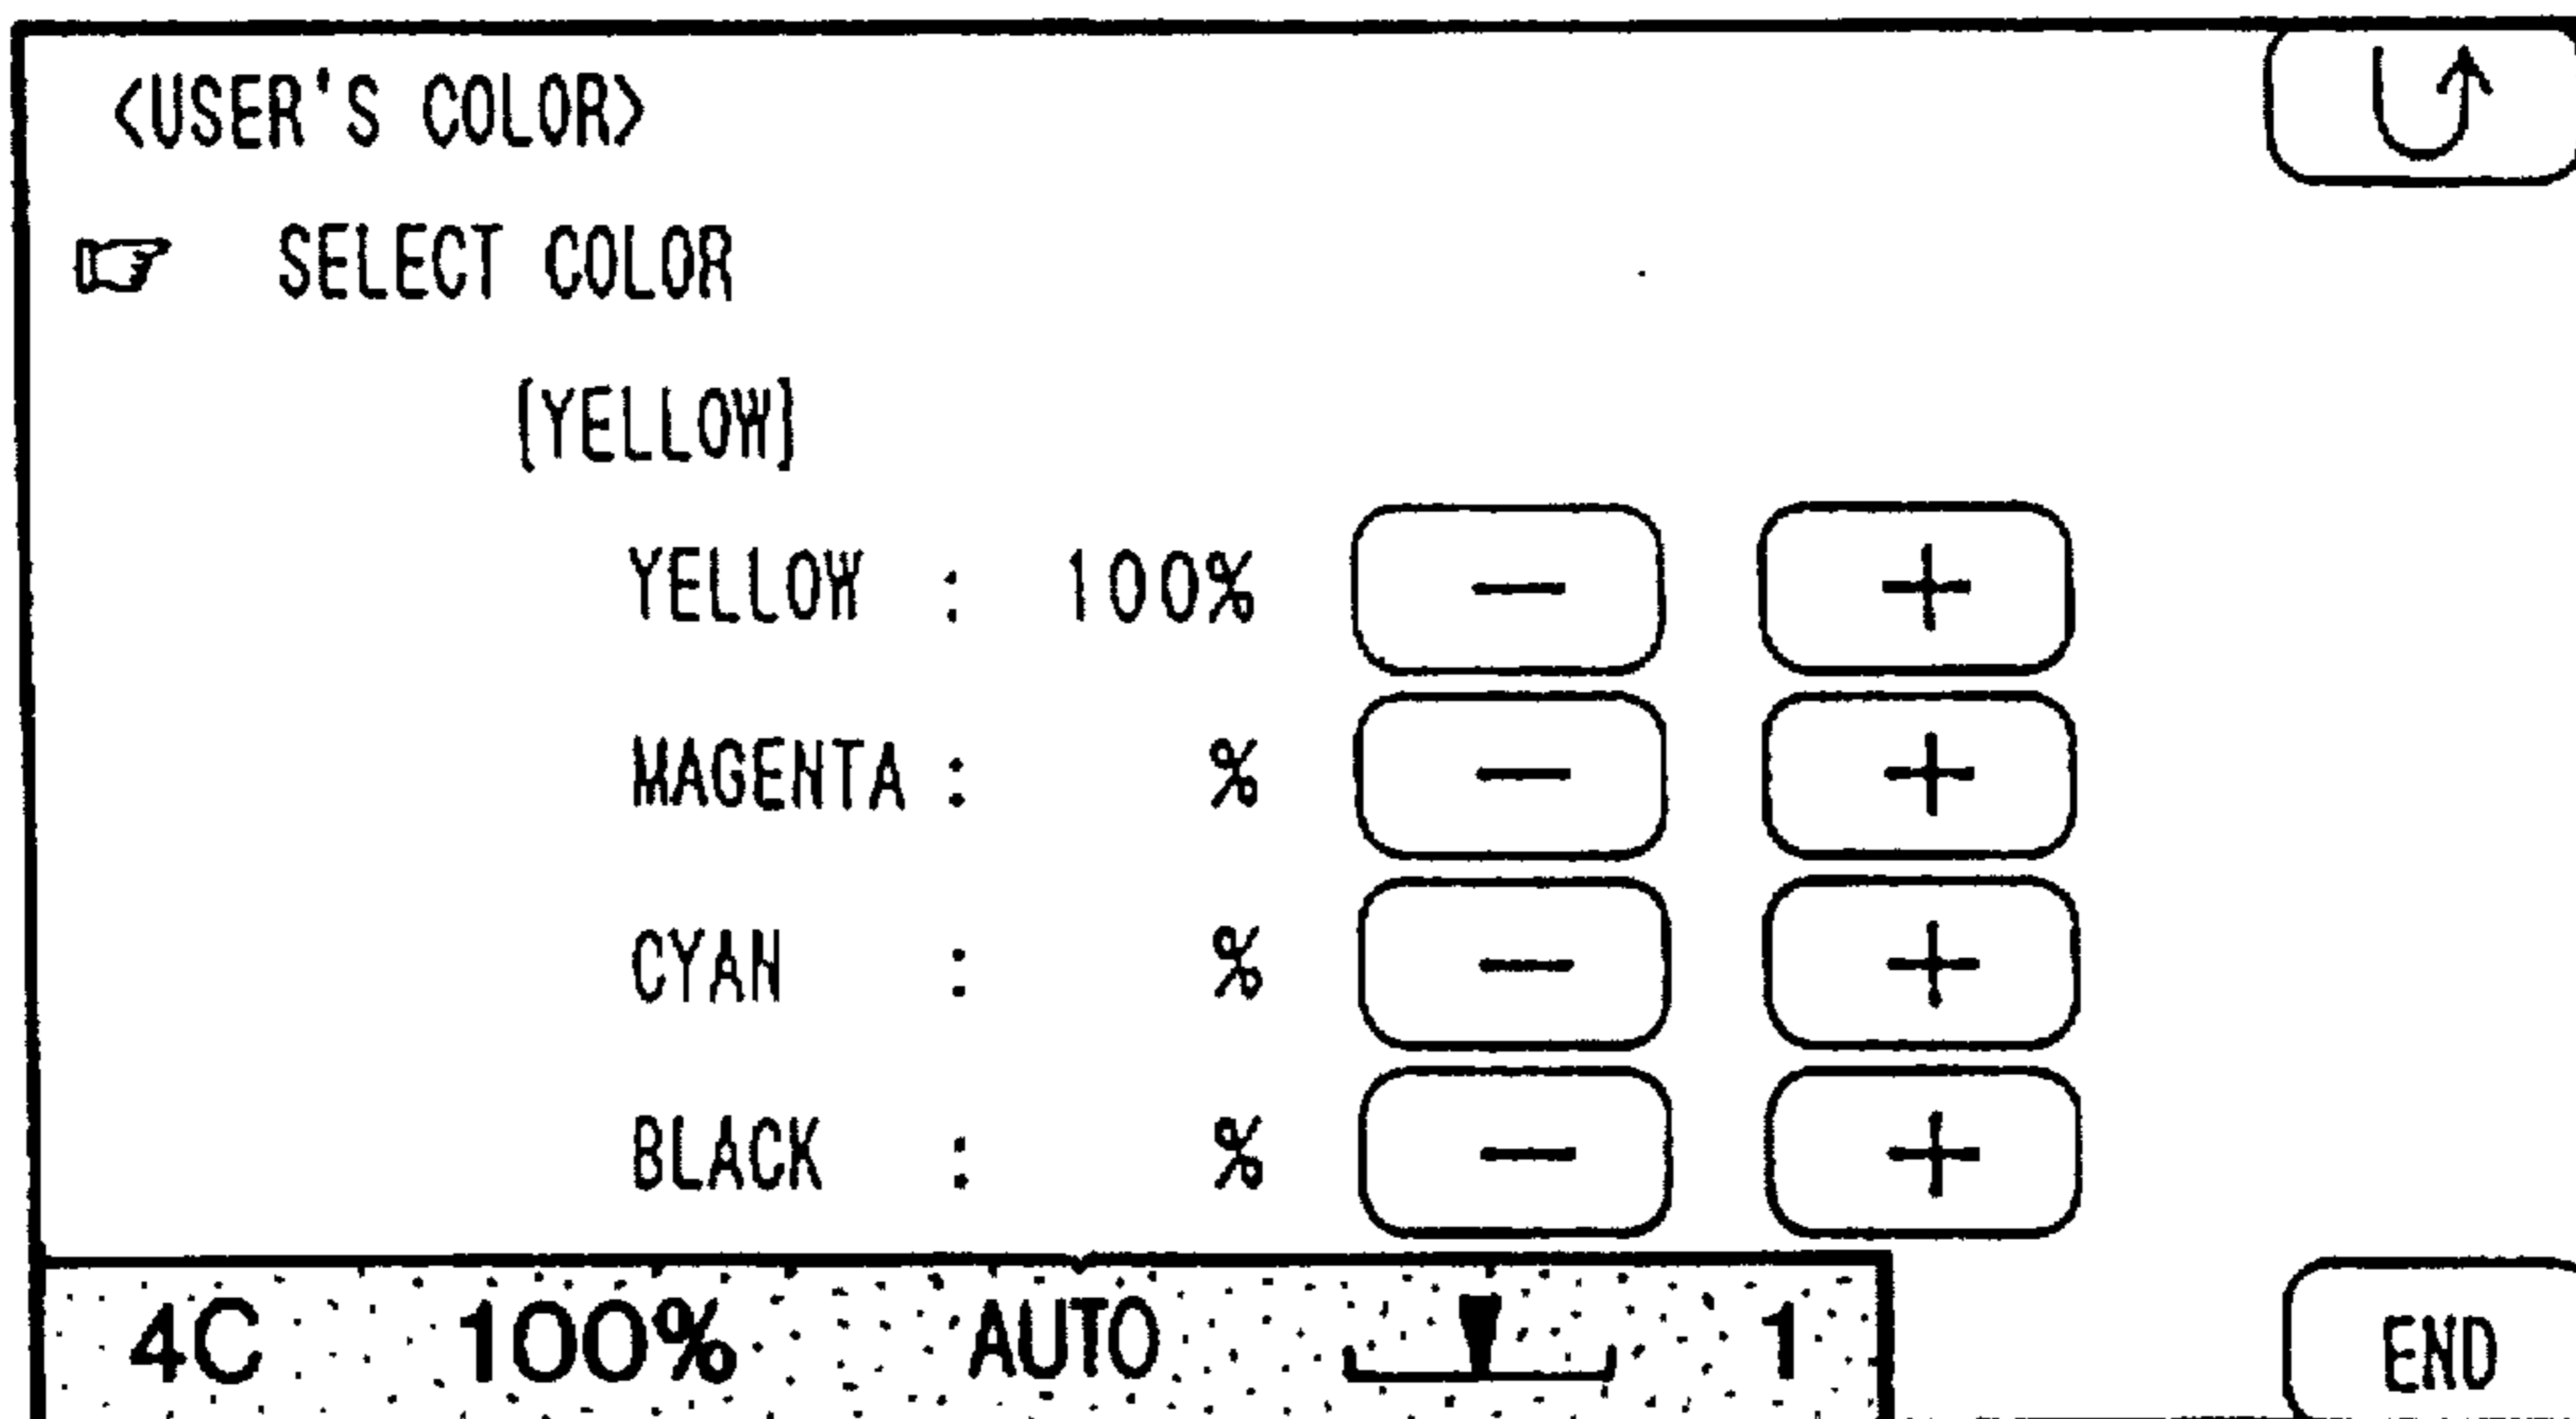 <USER'S COLOR>
☞ SELECT COLOR
[YELLOW]
YELLOW : 100% − +
MAGENTA : % − +
CYAN : % − +
BLACK : % − +
4C 100% AUTO 1 END